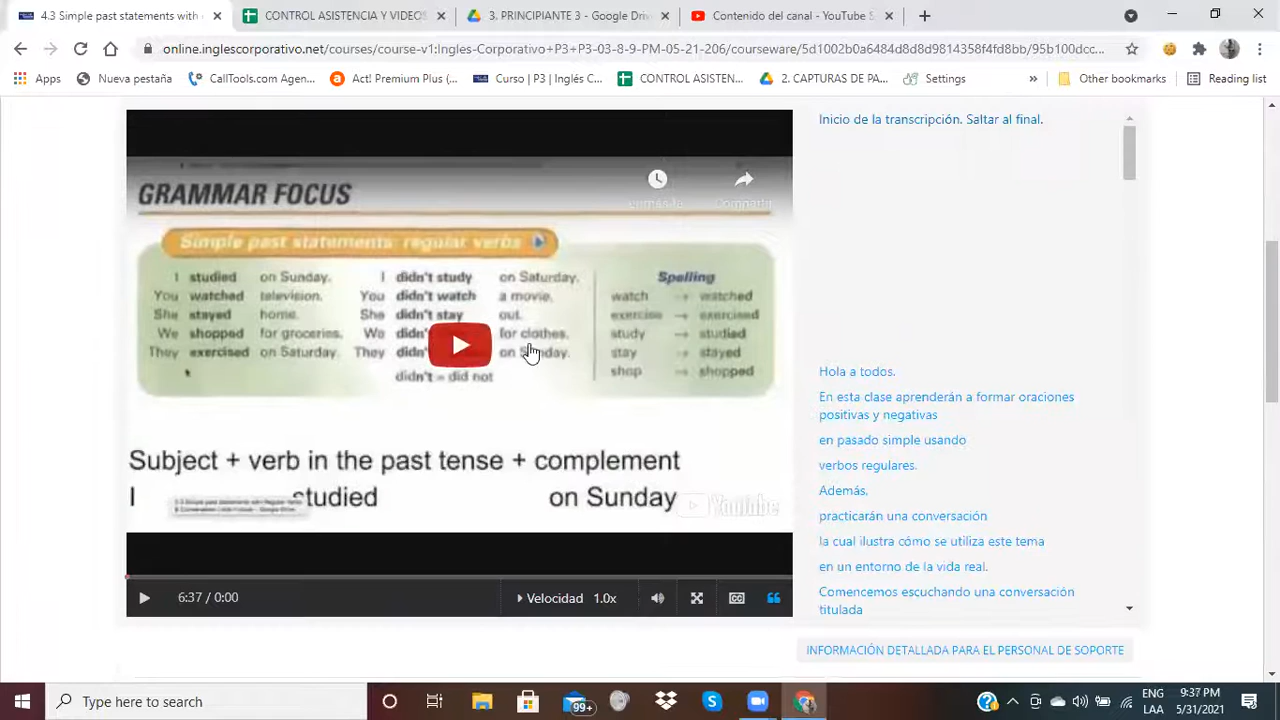 4.3 Simple past statements with
CONTROL ASISTENCIA Y VIDEOS
3. PRINCIPIANTE 3 - Google Driv
Contenido del canal - YouTube S
online.inglescorporativo.net/courses/course-v1:Ingles-Corporativo+P3+P3-03-8-9-PM-05-21-206/courseware/5d1002b0a6484d8d8d9814358f4fd8bb/95b100dcc...
Apps
Nueva pestaña
CallTools.com Agen...
Act! Premium Plus (...
Curso | P3 | Inglés C...
CONTROL ASISTEN...
2. CAPTURAS DE PA...
Settings
»
Other bookmarks
Reading list
GRAMMAR FOCUS
Compartir
Simple past statements: regular verbs
I studied on Sunday. I didn't study on Saturday. Spelling
You watched television. You didn't watch a movie. watch → watched
She stayed home. She didn't stay out. exercise → exercised
We shopped for groceries. We didn' for clothes. study → studied
They exercised on Saturday. They didn' on Sunday. stay → stayed
didn't = did not shop → shopped
Subject + verb in the past tense + complement
I studied on Sunday
YouTube
6:37 / 0:00
Velocidad 1.0x
CC
Inicio de la transcripción. Saltar al final.
Hola a todos.
En esta clase aprenderán a formar oraciones
positivas y negativas
en pasado simple usando
verbos regulares.
Además,
practicarán una conversación
la cual ilustra cómo se utiliza este tema
en un entorno de la vida real.
Comencemos escuchando una conversación
titulada
INFORMACIÓN DETALLADA PARA EL PERSONAL DE SOPORTE
Type here to search
99+
ENG
LAA
9:37 PM
5/31/2021